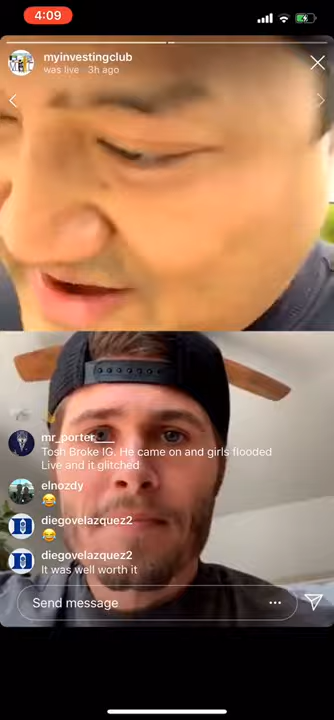 4:09
myinvestingclub
was live · 3h ago
mr_porter___
Tosh Broke IG. He came on and girls flooded
Live and it glitched
elnozdy
😂
diegovelazquez2
😂
diegovelazquez2
It was well worth it
Send message